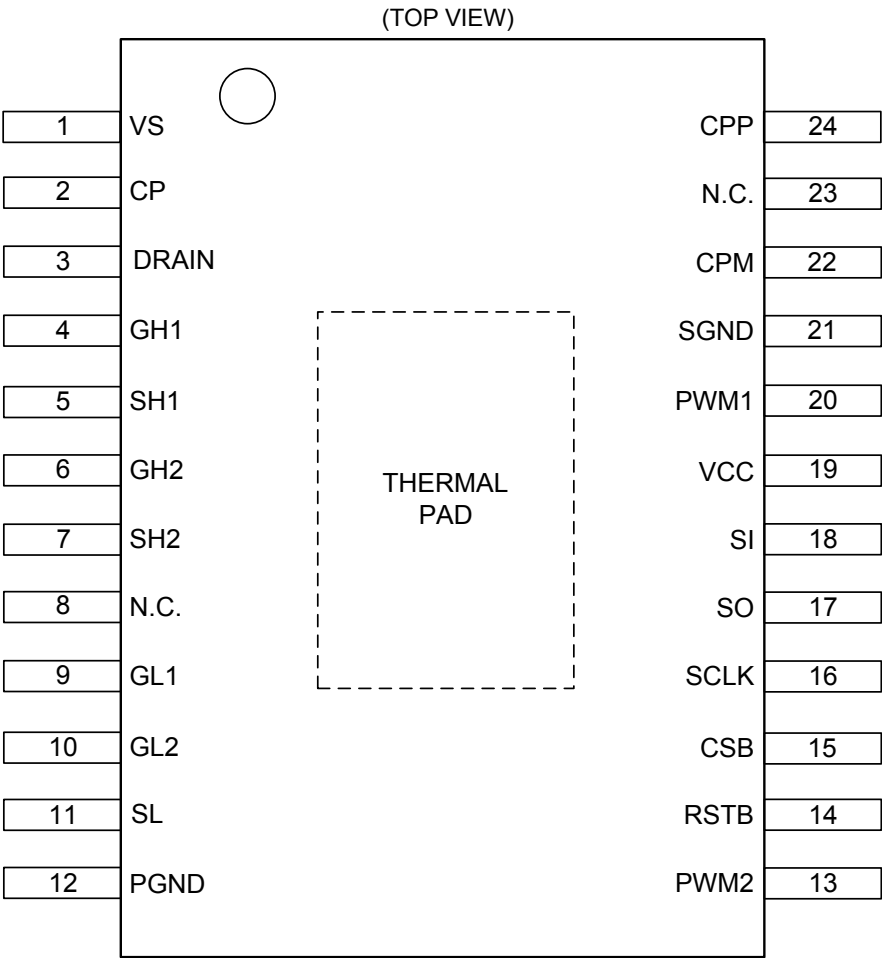 (TOP VIEW)
1 VS
CPP 24
2 CP
N.C. 23
3 DRAIN
CPM 22
4 GH1
SGND 21
5 SH1
PWM1 20
6 GH2
VCC 19
THERMAL
PAD
7 SH2
SI 18
8 N.C.
SO 17
9 GL1
SCLK 16
10 GL2
CSB 15
11 SL
RSTB 14
12 PGND
PWM2 13